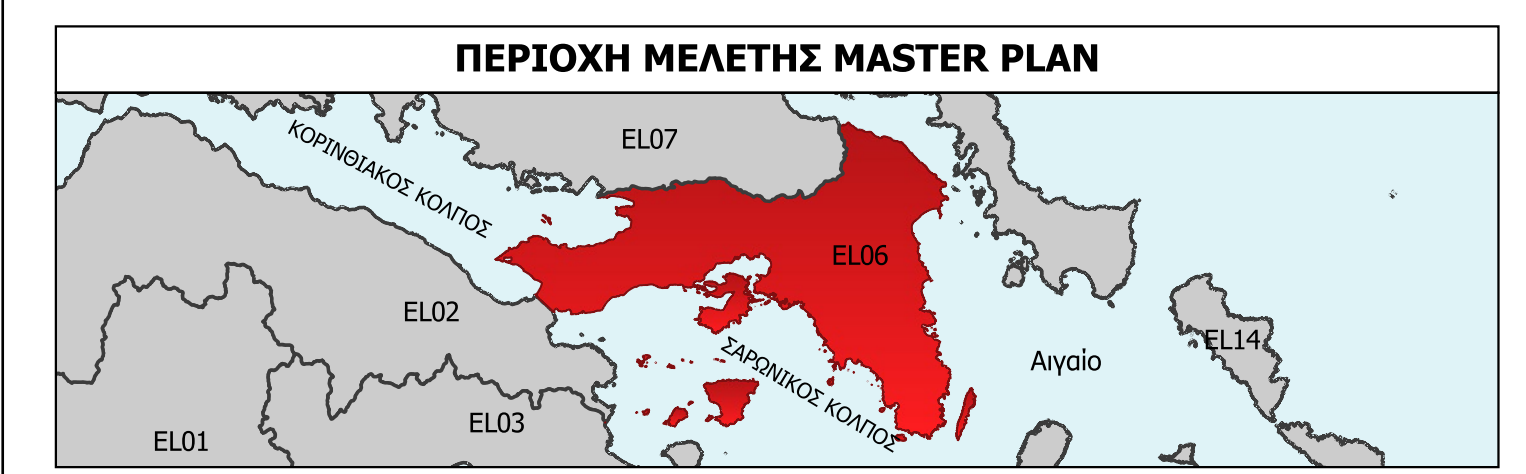 ΠΕΡΙΟΧΗ ΜΕΛΕΤΗΣ MASTER PLAN
EL07
ΚΟΡΙΝΘΙΑΚΟΣ ΚΟΛΠΟΣ
EL06
EL02
EL14
ΣΑΡΩΝΙΚΟΣ ΚΟΛΠΟΣ
Αιγαίο
EL03
EL01